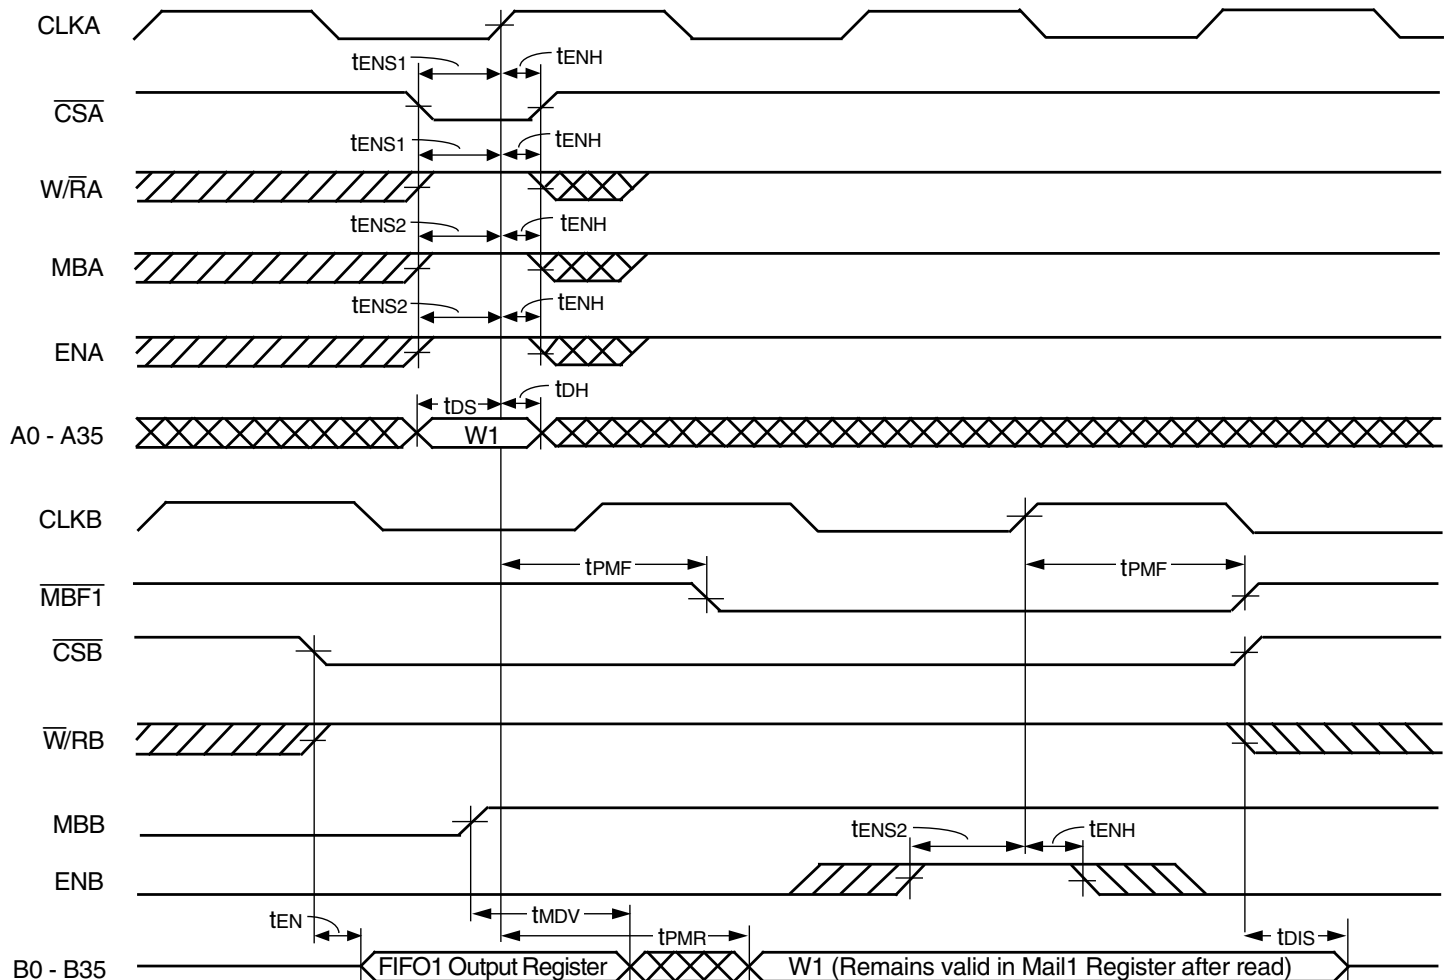 CLKA
tENS1 tENH
CSA
tENS1 tENH
W/RA
tENS2 tENH
MBA
tENS2 tENH
ENA
tDS tDH
A0 - A35 W1
CLKB
tPMF tPMF
MBF1
CSB
W/RB
MBB
tENS2 tENH
ENB
tEN tMDV
tPMR tDIS
B0 - B35 FIFO1 Output Register W1 (Remains valid in Mail1 Register after read)